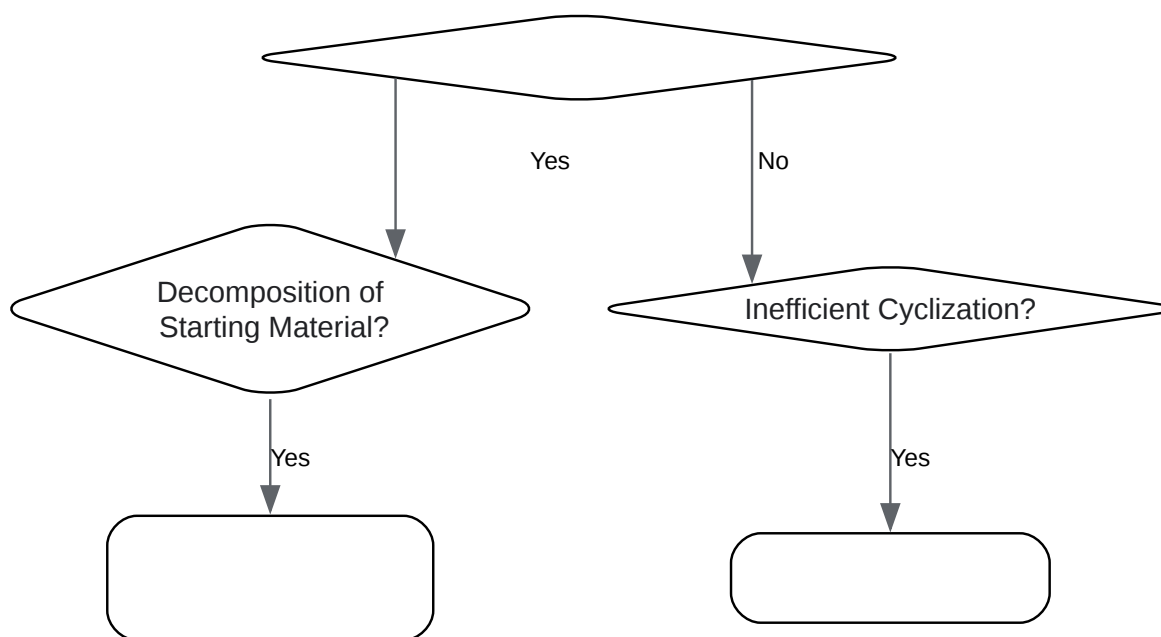 Yes
No
Decomposition of
Starting Material?
Inefficient Cyclization?
Yes
Yes